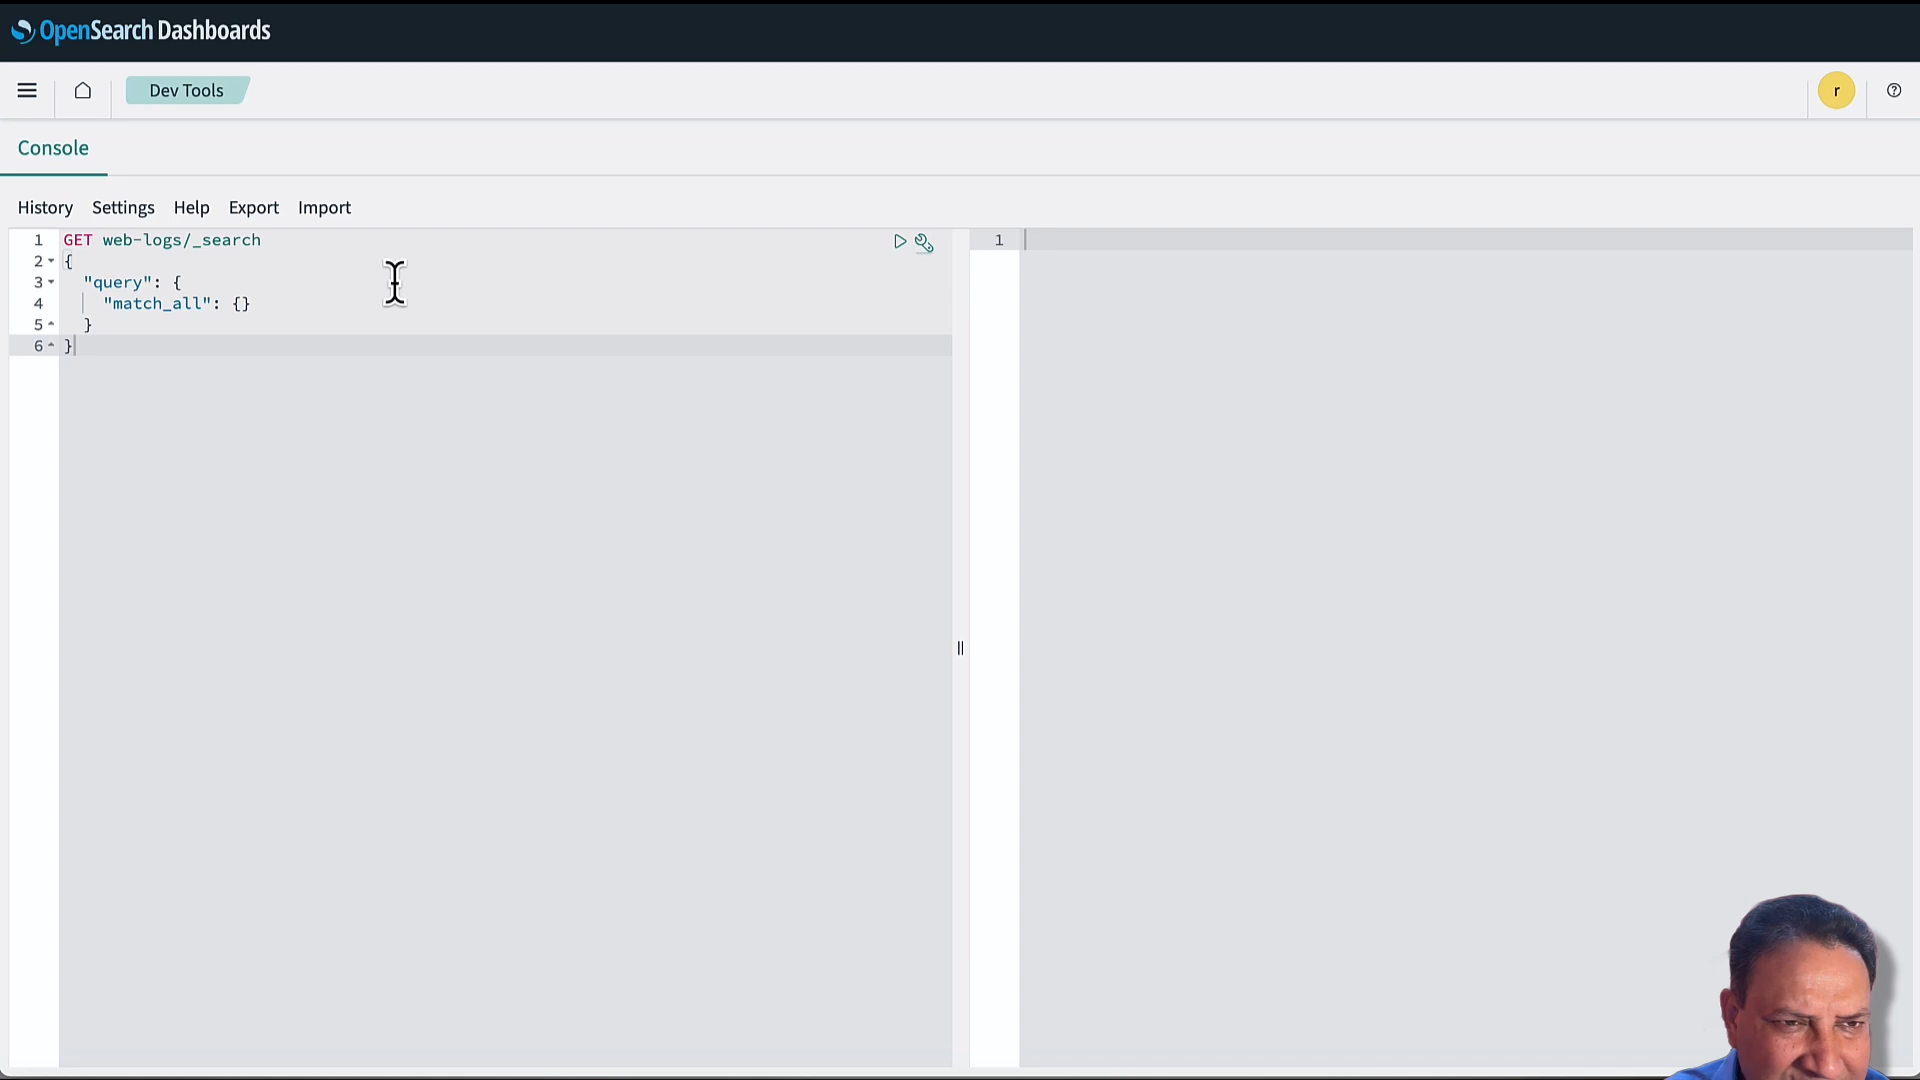 OpenSearch Dashboards
Dev Tools
r
Console
History Settings Help Export Import
1 GET web-logs/_search
2 {
3 "query": {
4 "match_all": {}
5 }
6 }
1